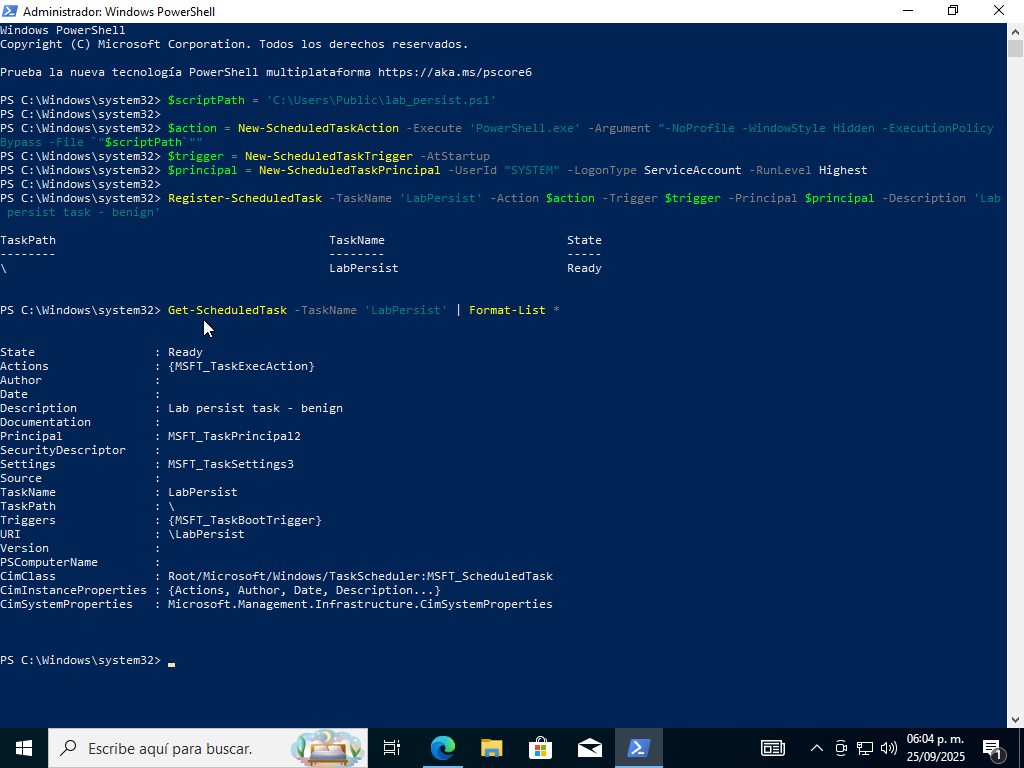 Administrador: Windows PowerShell
Windows PowerShell
Copyright (C) Microsoft Corporation. Todos los derechos reservados.
Prueba la nueva tecnología PowerShell multiplataforma https://aka.ms/pscore6
PS C:\Windows\system32> $scriptPath = 'C:\Users\Public\lab_persist.ps1'
PS C:\Windows\system32>
PS C:\Windows\system32> $action = New-ScheduledTaskAction -Execute 'PowerShell.exe' -Argument "-NoProfile -WindowStyle Hidden -ExecutionPolicy
Bypass -File `"$scriptPath`""
PS C:\Windows\system32> $trigger = New-ScheduledTaskTrigger -AtStartup
PS C:\Windows\system32> $principal = New-ScheduledTaskPrincipal -UserId "SYSTEM" -LogonType ServiceAccount -RunLevel Highest
PS C:\Windows\system32>
PS C:\Windows\system32> Register-ScheduledTask -TaskName 'LabPersist' -Action $action -Trigger $trigger -Principal $principal -Description 'Lab
persist task - benign'
TaskPath TaskName State
-------- -------- -----
\ LabPersist Ready
PS C:\Windows\system32> Get-ScheduledTask -TaskName 'LabPersist' | Format-List *
State : Ready
Actions : {MSFT_TaskExecAction}
Author :
Date :
Description : Lab persist task - benign
Documentation :
Principal : MSFT_TaskPrincipal2
SecurityDescriptor :
Settings : MSFT_TaskSettings3
Source :
TaskName : LabPersist
TaskPath : \
Triggers : {MSFT_TaskBootTrigger}
URI : \LabPersist
Version :
PSComputerName :
CimClass : Root/Microsoft/Windows/TaskScheduler:MSFT_ScheduledTask
CimInstanceProperties : {Actions, Author, Date, Description...}
CimSystemProperties : Microsoft.Management.Infrastructure.CimSystemProperties
PS C:\Windows\system32>
Escribe aquí para buscar.
06:04 p. m.
25/09/2025
1